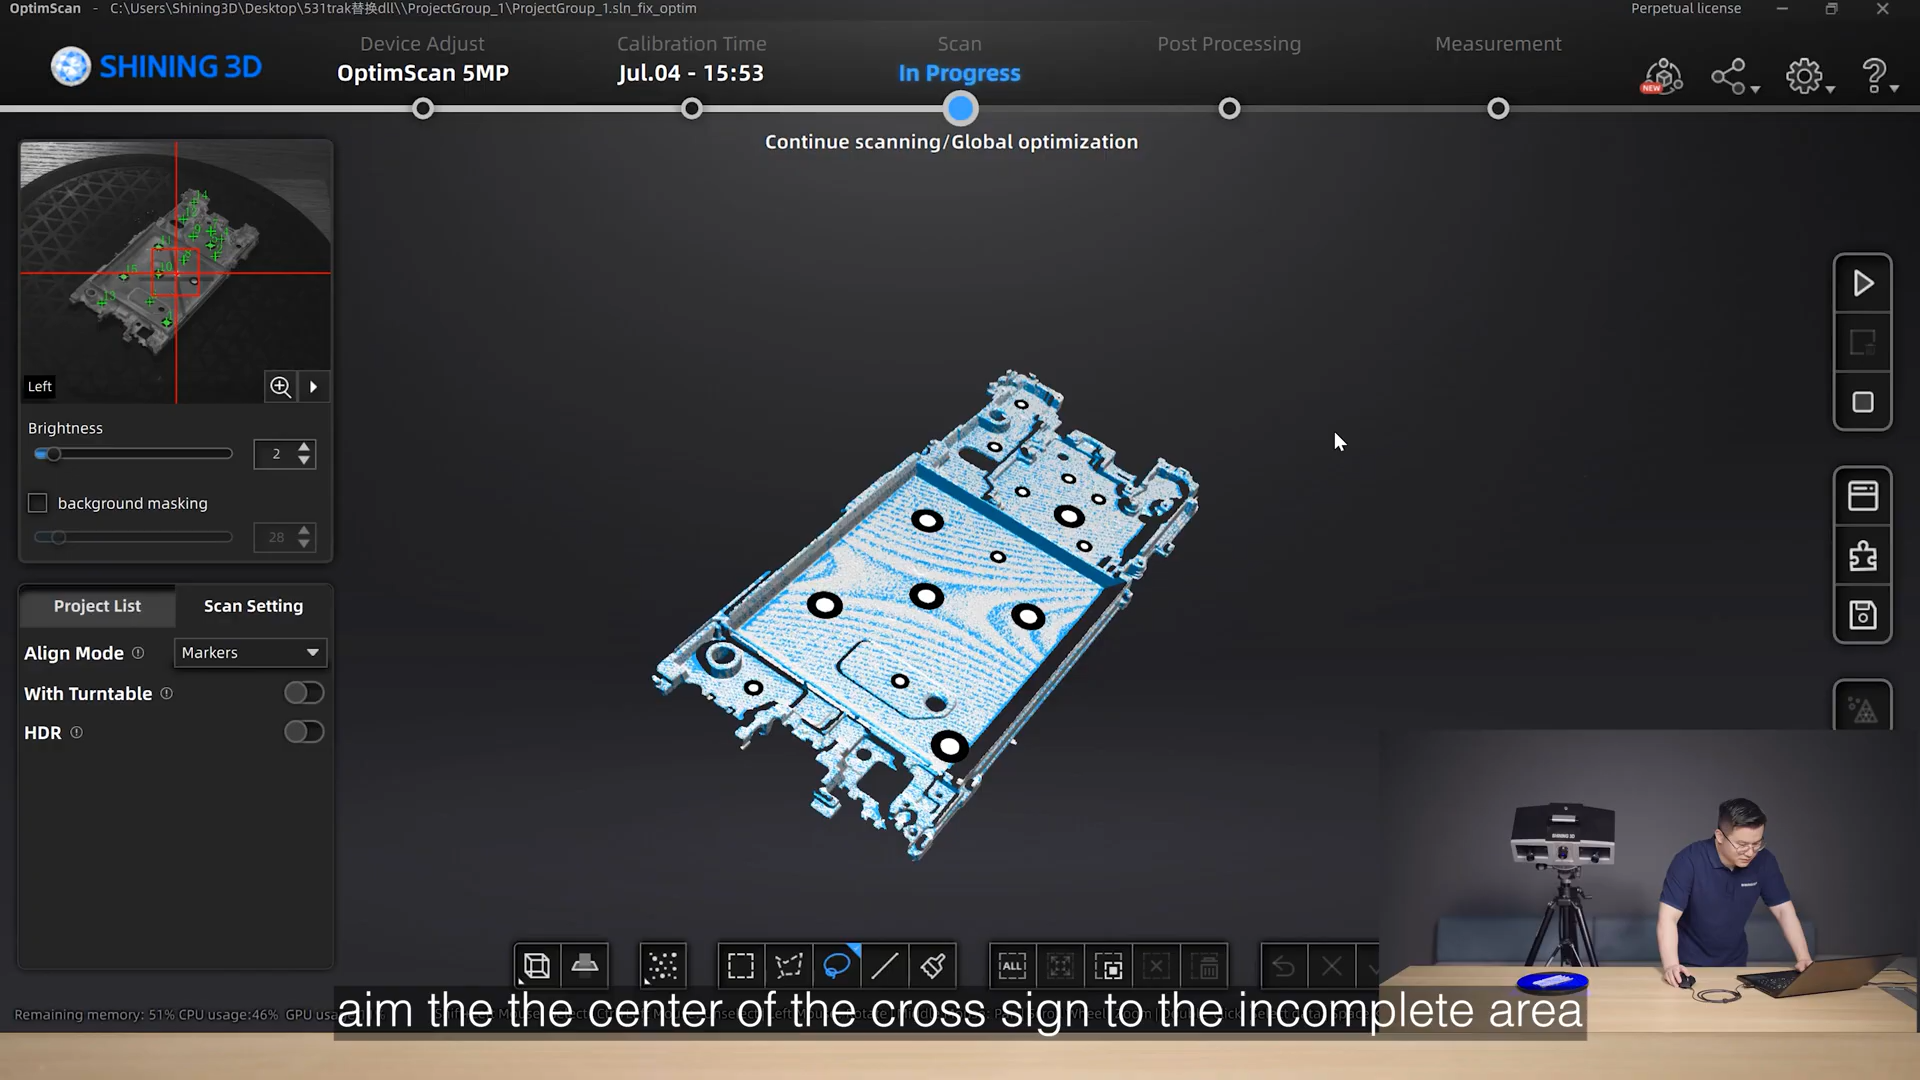 OptimScan - C:\Users\Shining3D\Desktop\531trak替换dll\\ProjectGroup_1\ProjectGroup_1.sln_fix_optim
Perpetual license
SHINING 3D
Device Adjust
OptimScan 5MP
Calibration Time
Jul.04 - 15:53
Scan
In Progress
Post Processing
Measurement
NEW
Continue scanning/Global optimization
Left
Brightness
2
background masking
28
Project List
Scan Setting
Align Mode
Markers
With Turntable
HDR
SHINING 3D
ALL
Remaining memory: 51% CPU usage:46% GPU
aim the the center of the cross sign to the incomplete area